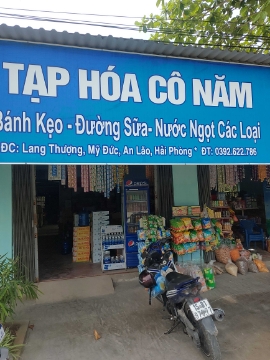 TẠP HÓA CÔ NĂM
Bánh Kẹo - Đường Sữa- Nước Ngọt Các Loại
ĐC: Lang Thượng, Mỹ Đức, An Lão, Hải Phòng * ĐT: 0392.622.786